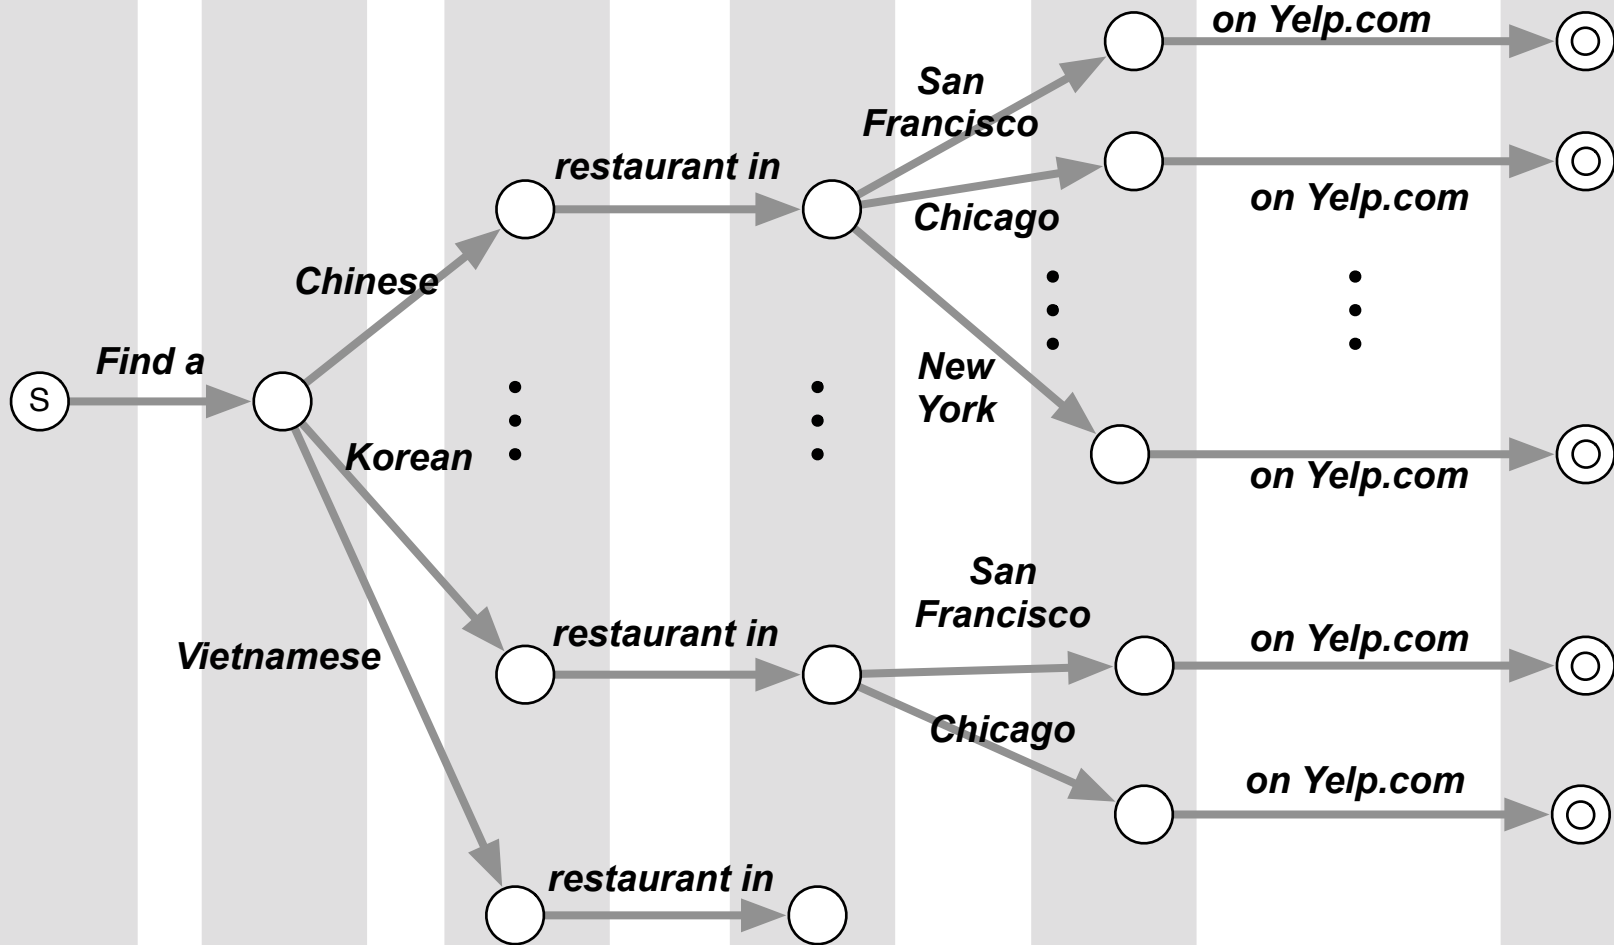 on Yelp.com
San
Francisco
restaurant in
Chicago
on Yelp.com
Chinese
Find a
S
New
York
Korean
on Yelp.com
San
Francisco
restaurant in
on Yelp.com
Vietnamese
Chicago
on Yelp.com
restaurant in